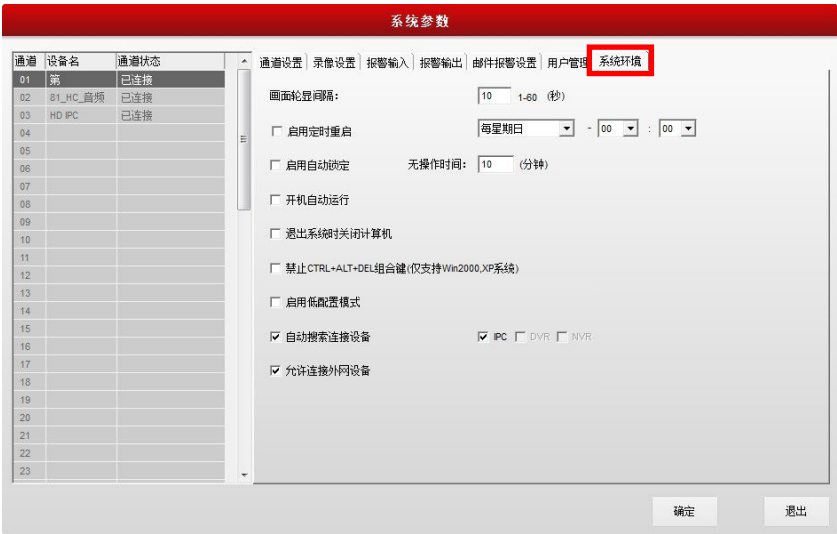 系统参数
通道 设备名 通道状态
通道设置 录像设置 报警输入 报警输出 邮件报警设置 用户管理 系统环境
01 第 已连接
02 61_HC_音频 已连接
03 HD IPC 已连接
04
05
06
07
08
09
10
11
12
13
14
15
16
17
18
19
20
21
22
23
画面轮显间隔: 10 1-60 (秒)
启用定时重启 每星期日 - 00 : 00
启用自动锁定 无操作时间: 10 (分钟)
开机自动运行
退出系统时关闭计算机
禁止CTRL+ALT+DEL组合键(仅支持Win2000,XP系统)
启用低配置模式
自动搜索连接设备 IPC DVR NVR
允许连接外网设备
确定 退出